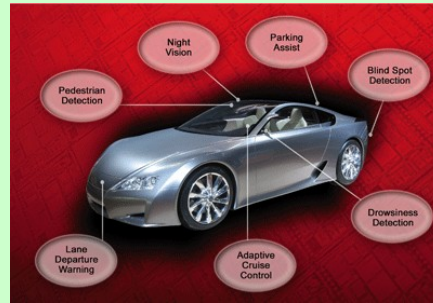 Night
Vision
Parking
Assist
Blind Spot
Detection
Pedestrian
Detection
Drowsiness
Detection
Lane
Departure
Warning
Adaptive
Cruise
Control